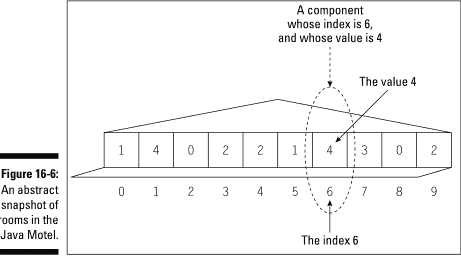 A component
whose index is 6,
and whose value is 4
The value 4
1 4 0 2 2 1 4 3 0 2
0 1 2 3 4 5 6 7 8 9
The index 6
Figure 16-6:
An abstract
snapshot of
rooms in the
Java Motel.